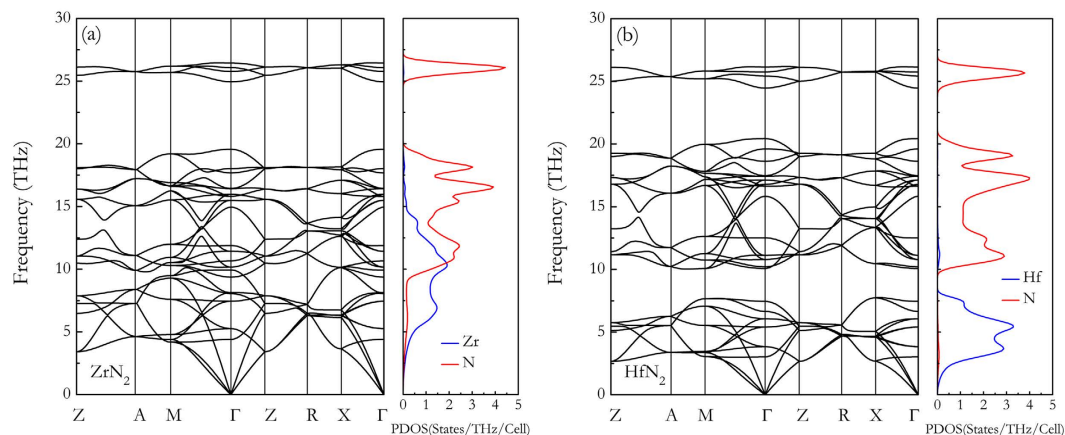 (a)
Frequency (THz)
30
25
20
15
10
5
0
ZrN₂
Z A M Γ Z R X Γ
Zr
N
0 1 2 3 4 5
PDOS(States/THz/Cell)
(b)
Frequency (THz)
30
25
20
15
10
5
0
HfN₂
Z A M Γ Z R X Γ
Hf
N
0 1 2 3 4 5
PDOS(States/THz/Cell)